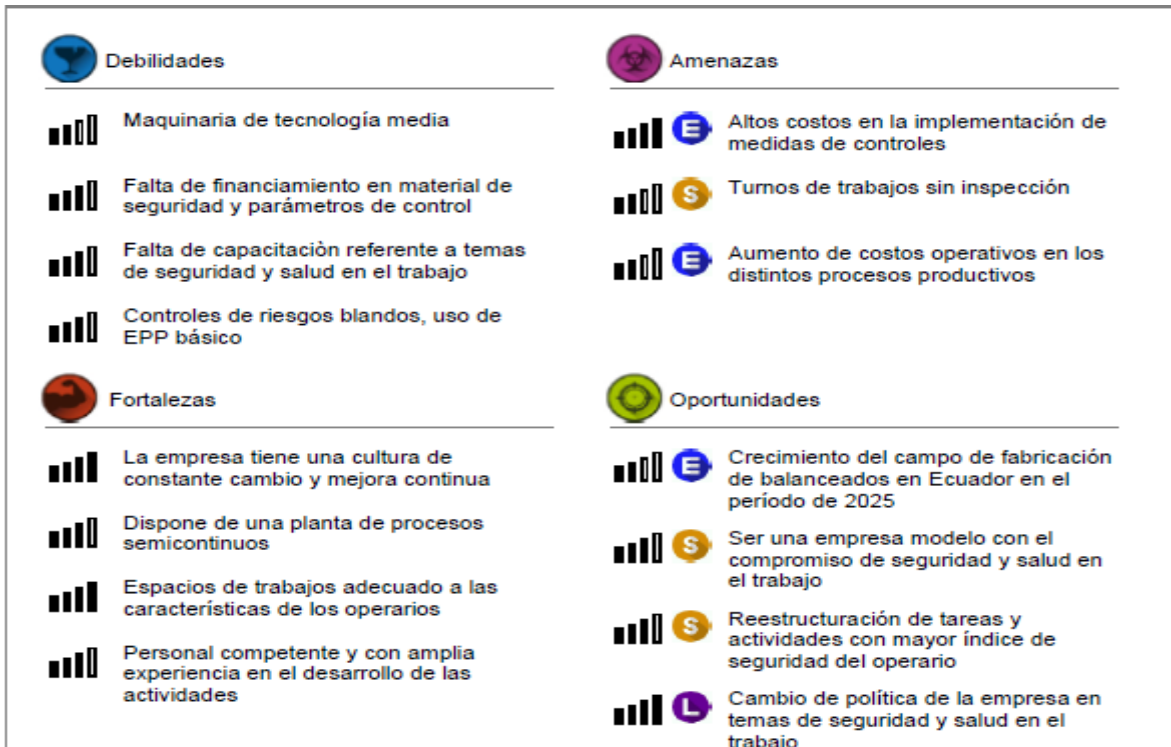 Debilidades
Maquinaria de tecnología media
Falta de financiamiento en material de
seguridad y parámetros de control
Falta de capacitaciòn referente a temas
de seguridad y salud en el trabajo
Controles de riesgos blandos, uso de
EPP básico
Amenazas
E
Altos costos en la implementación de
medidas de controles
S
Turnos de trabajos sin inspección
E
Aumento de costos operativos en los
distintos procesos productivos
Fortalezas
La empresa tiene una cultura de
constante cambio y mejora continua
Dispone de una planta de procesos
semicontinuos
Espacios de trabajos adecuado a las
características de los operarios
Personal competente y con amplia
experiencia en el desarrollo de las
actividades
Oportunidades
E
Crecimiento del campo de fabricación
de balanceados en Ecuador en el
período de 2025
S
Ser una empresa modelo con el
compromiso de seguridad y salud en
el trabajo
S
Reestructuración de tareas y
actividades con mayor índice de
seguridad del operario
L
Cambio de política de la empresa en
temas de seguridad y salud en el
trabajo